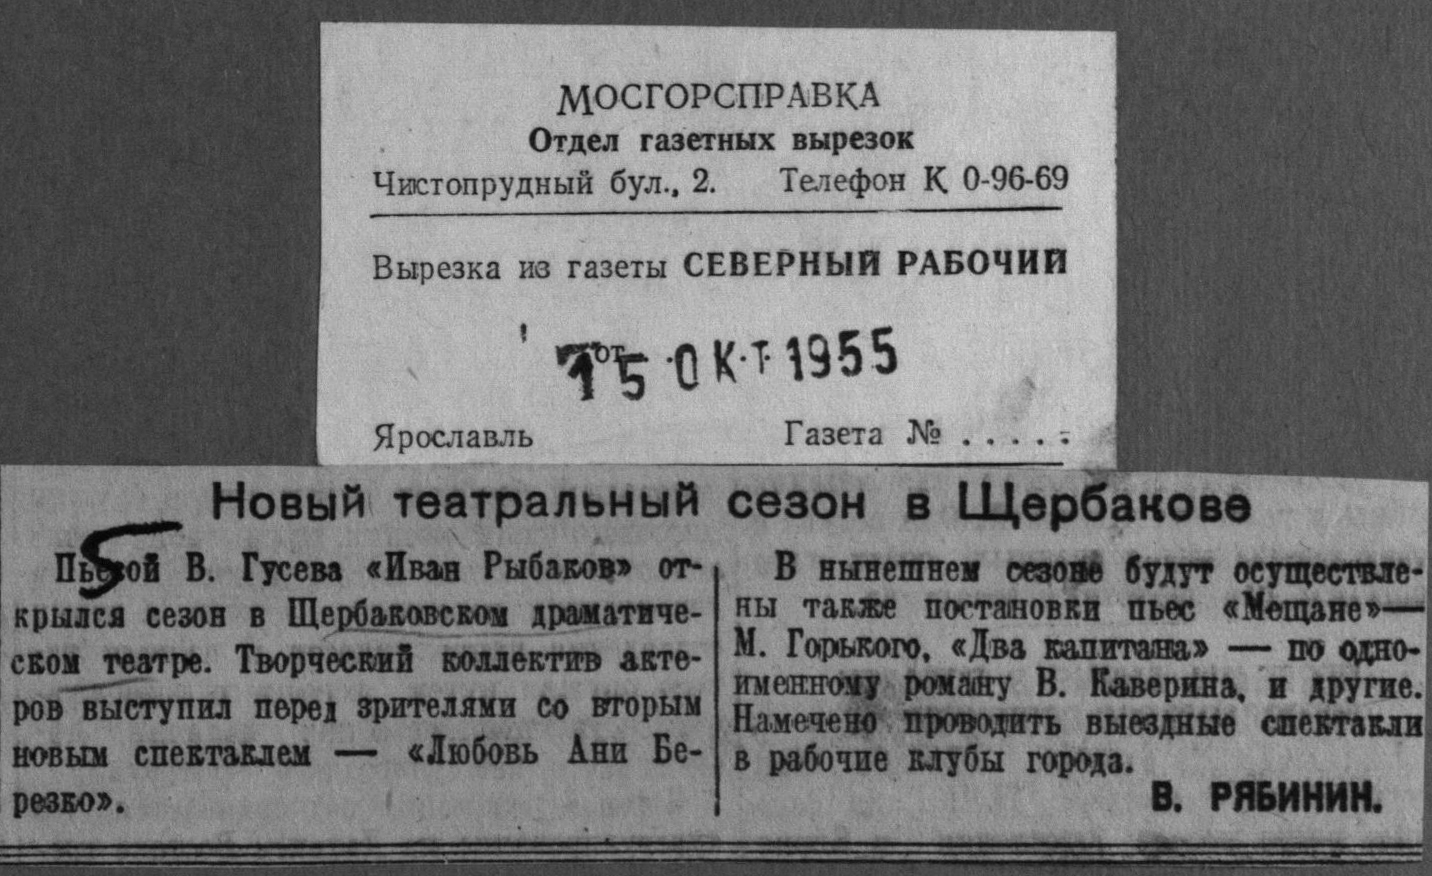 МОСГОРСПРАВКА
Отдел газетных вырезок
Чистопрудный бул., 2. Телефон К 0-96-69
Вырезка из газеты СЕВЕРНЫЙ РАБОЧИЙ
от 15 ОКТ 1955
Ярославль Газета № . . . . .
Новый театральный сезон в Щербакове
Пьесой В. Гусева «Иван Рыбаков» от-
крылся сезон в Щербаковском драматиче-
ском театре. Творческий коллектив акте-
ров выступил перед зрителями со вторым
новым спектаклем — «Любовь Ани Бе-
резко».
В нынешнем сезоне будут осуществле-
ны также постановки пьес «Мещане»—
М. Горького, «Два капитана» — по одно-
именному роману В. Каверина, и другие.
Намечено проводить выездные спектакли
в рабочие клубы города.
В. РЯБИНИН.